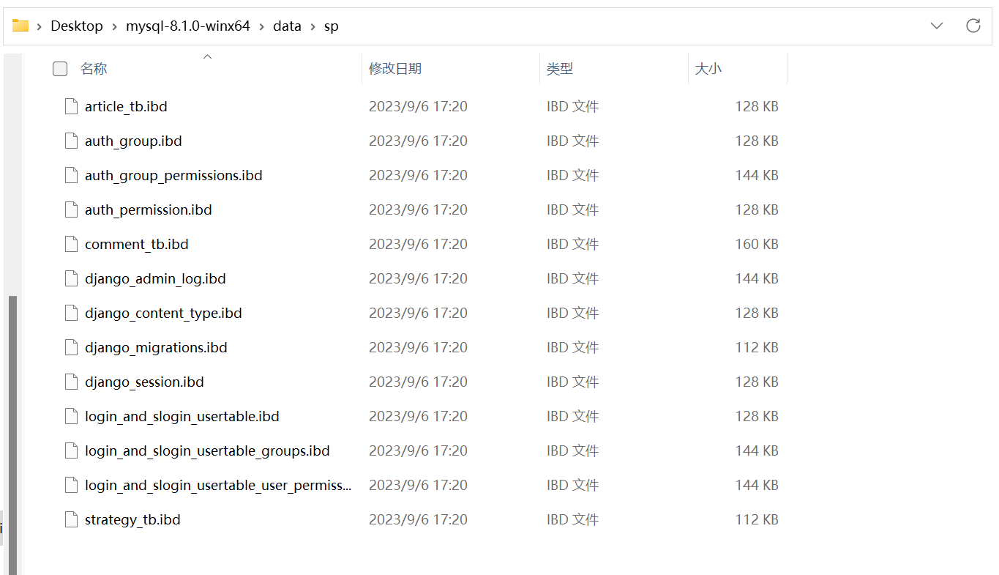 Desktop > mysql-8.1.0-winx64 > data > sp
名称 修改日期 类型 大小
article_tb.ibd 2023/9/6 17:20 IBD 文件 128 KB
auth_group.ibd 2023/9/6 17:20 IBD 文件 128 KB
auth_group_permissions.ibd 2023/9/6 17:20 IBD 文件 144 KB
auth_permission.ibd 2023/9/6 17:20 IBD 文件 128 KB
comment_tb.ibd 2023/9/6 17:20 IBD 文件 160 KB
django_admin_log.ibd 2023/9/6 17:20 IBD 文件 144 KB
django_content_type.ibd 2023/9/6 17:20 IBD 文件 128 KB
django_migrations.ibd 2023/9/6 17:20 IBD 文件 112 KB
django_session.ibd 2023/9/6 17:20 IBD 文件 128 KB
login_and_slogin_usertable.ibd 2023/9/6 17:20 IBD 文件 128 KB
login_and_slogin_usertable_groups.ibd 2023/9/6 17:20 IBD 文件 144 KB
login_and_slogin_usertable_user_permiss... 2023/9/6 17:20 IBD 文件 144 KB
strategy_tb.ibd 2023/9/6 17:20 IBD 文件 112 KB